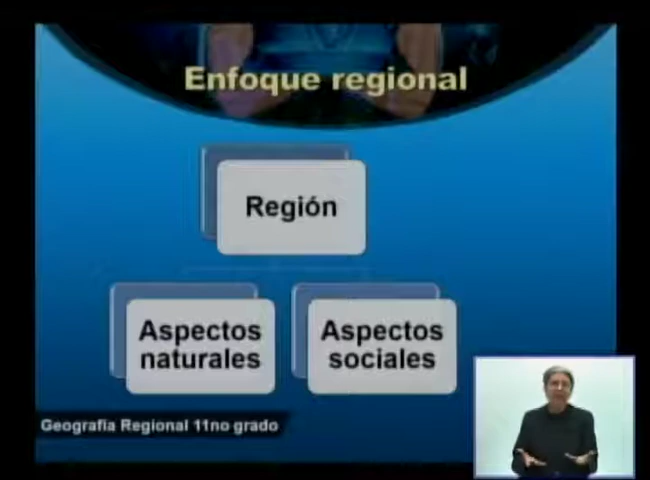 Enfoque regional
Región
Aspectos
naturales
Aspectos
sociales
Geografía Regional 11no grado